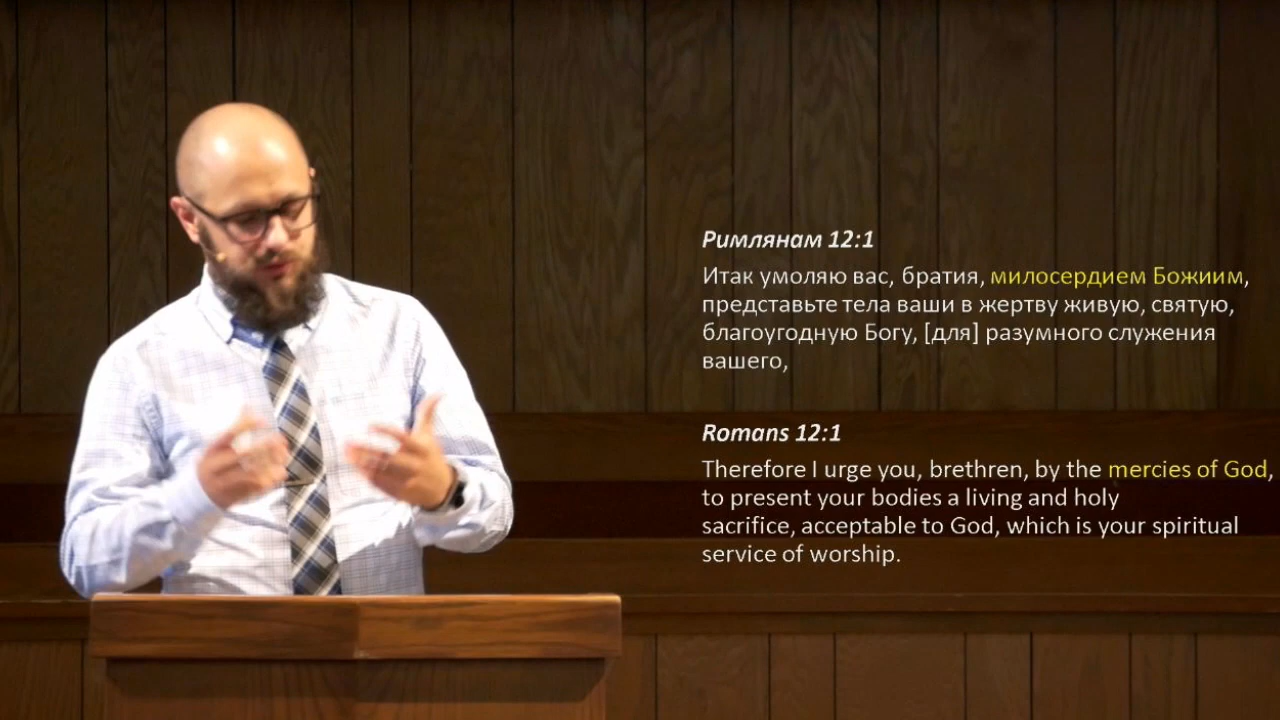 Римлянам 12:1
Итак умоляю вас, братия, милосердием Божиим,
представьте тела ваши в жертву живую, святую,
благоугодную Богу, [для] разумного служения
вашего,
Romans 12:1
Therefore I urge you, brethren, by the mercies of God,
to present your bodies a living and holy
sacrifice, acceptable to God, which is your spiritual
service of worship.